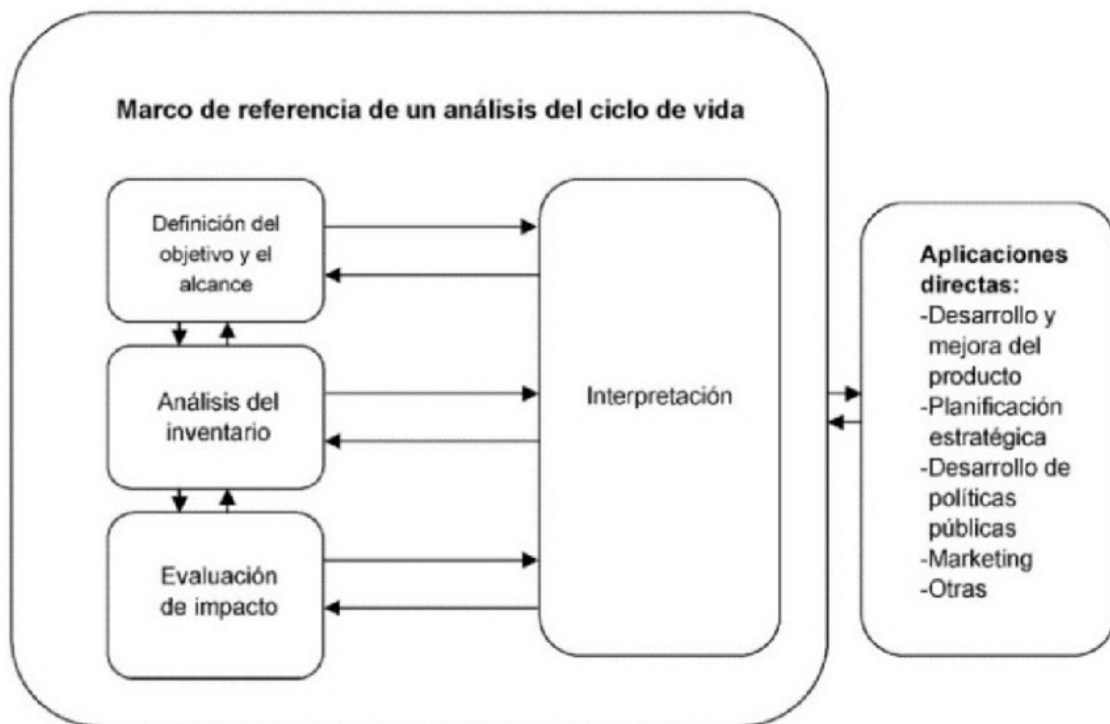 Marco de referencia de un análisis del ciclo de vida
Definición del
objetivo y el
alcance
Análisis del
inventario
Evaluación
de impacto
Interpretación
Aplicaciones
directas:
-Desarrollo y
mejora del
producto
-Planificación
estratégica
-Desarrollo de
políticas
públicas
-Marketing
-Otras